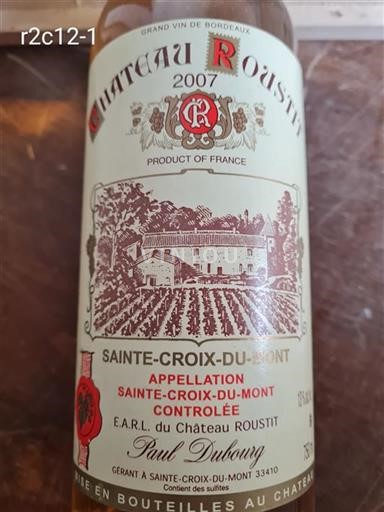 r2c12-1
GRAND VIN DE BORDEAUX
CHATEAU ROUSTIT
2007
CR
PRODUCT OF FRANCE
SAINTE-CROIX-DU-MONT
APPELLATION
SAINTE-CROIX-DU-MONT
CONTROLÉE
E.A.R.L. du Château ROUSTIT
Paul Dubourg
GÉRANT À SAINTE-CROIX-DU-MONT 33410
Contient des sulfites
MISE EN BOUTEILLES AU CHATEAU